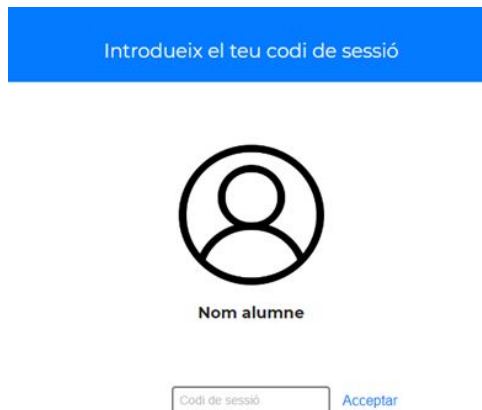 Introdueix el teu codi de sessió
Nom alumne
Codi de sessió Acceptar